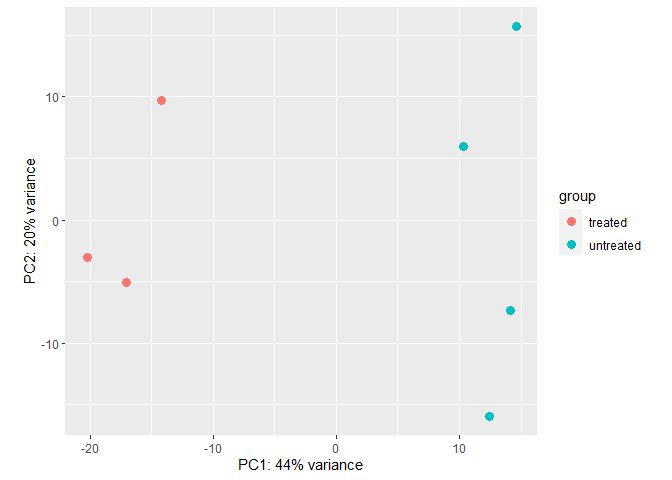 10
0
-10
PC2: 20% variance
-20
-10
0
10
PC1: 44% variance
group
treated
untreated